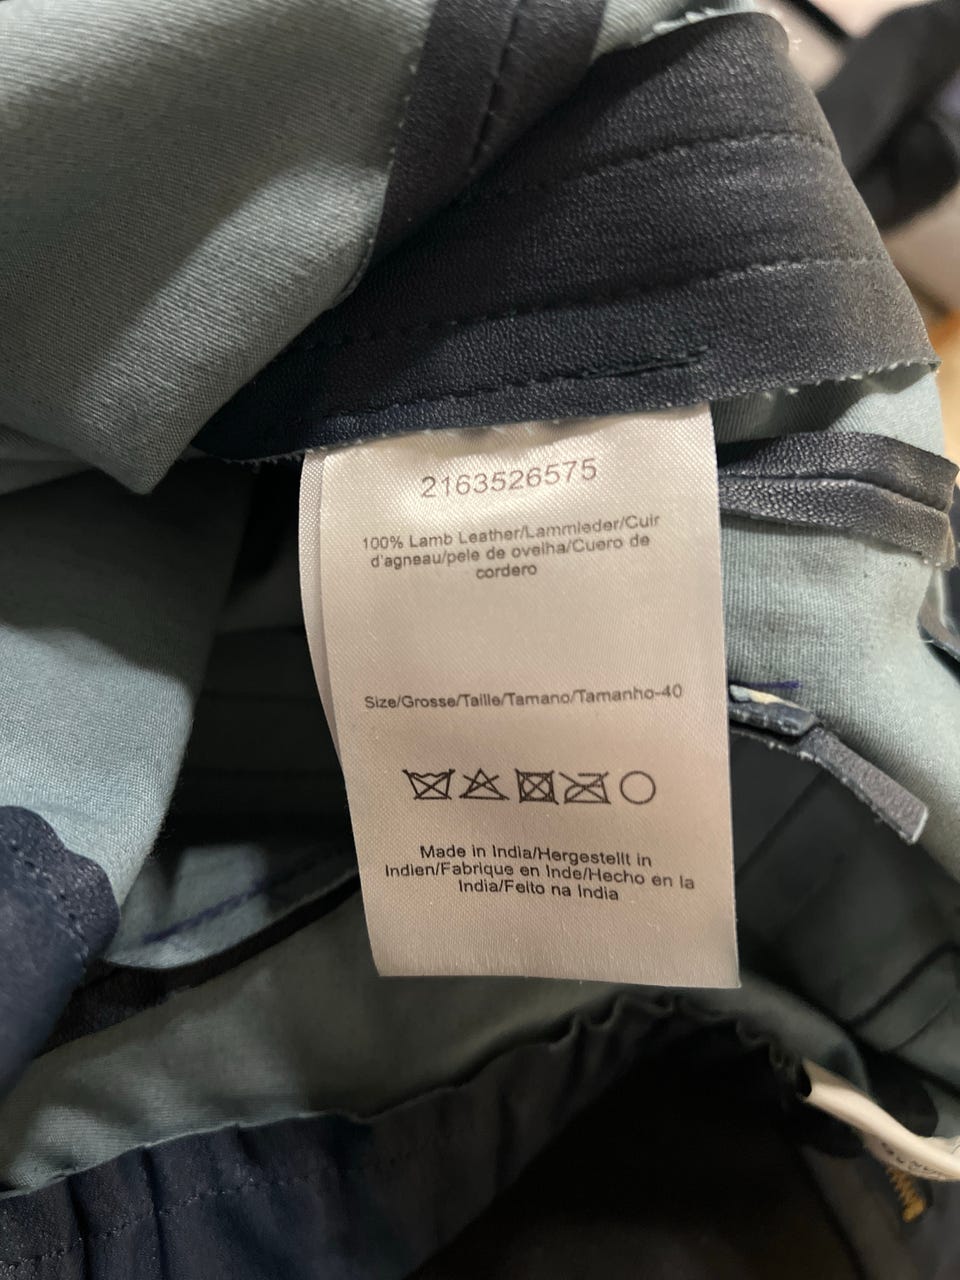 2163526575
100% Lamb Leather/Lammleder/Cuir
d'agneau/pele de ovelha/Cuero de
cordero
Size/Grosse/Taille/Tamano/Tamanho-40
Made in India/Hergestellt in
Indien/Fabrique en Inde/Hecho en la
India/Feito na India